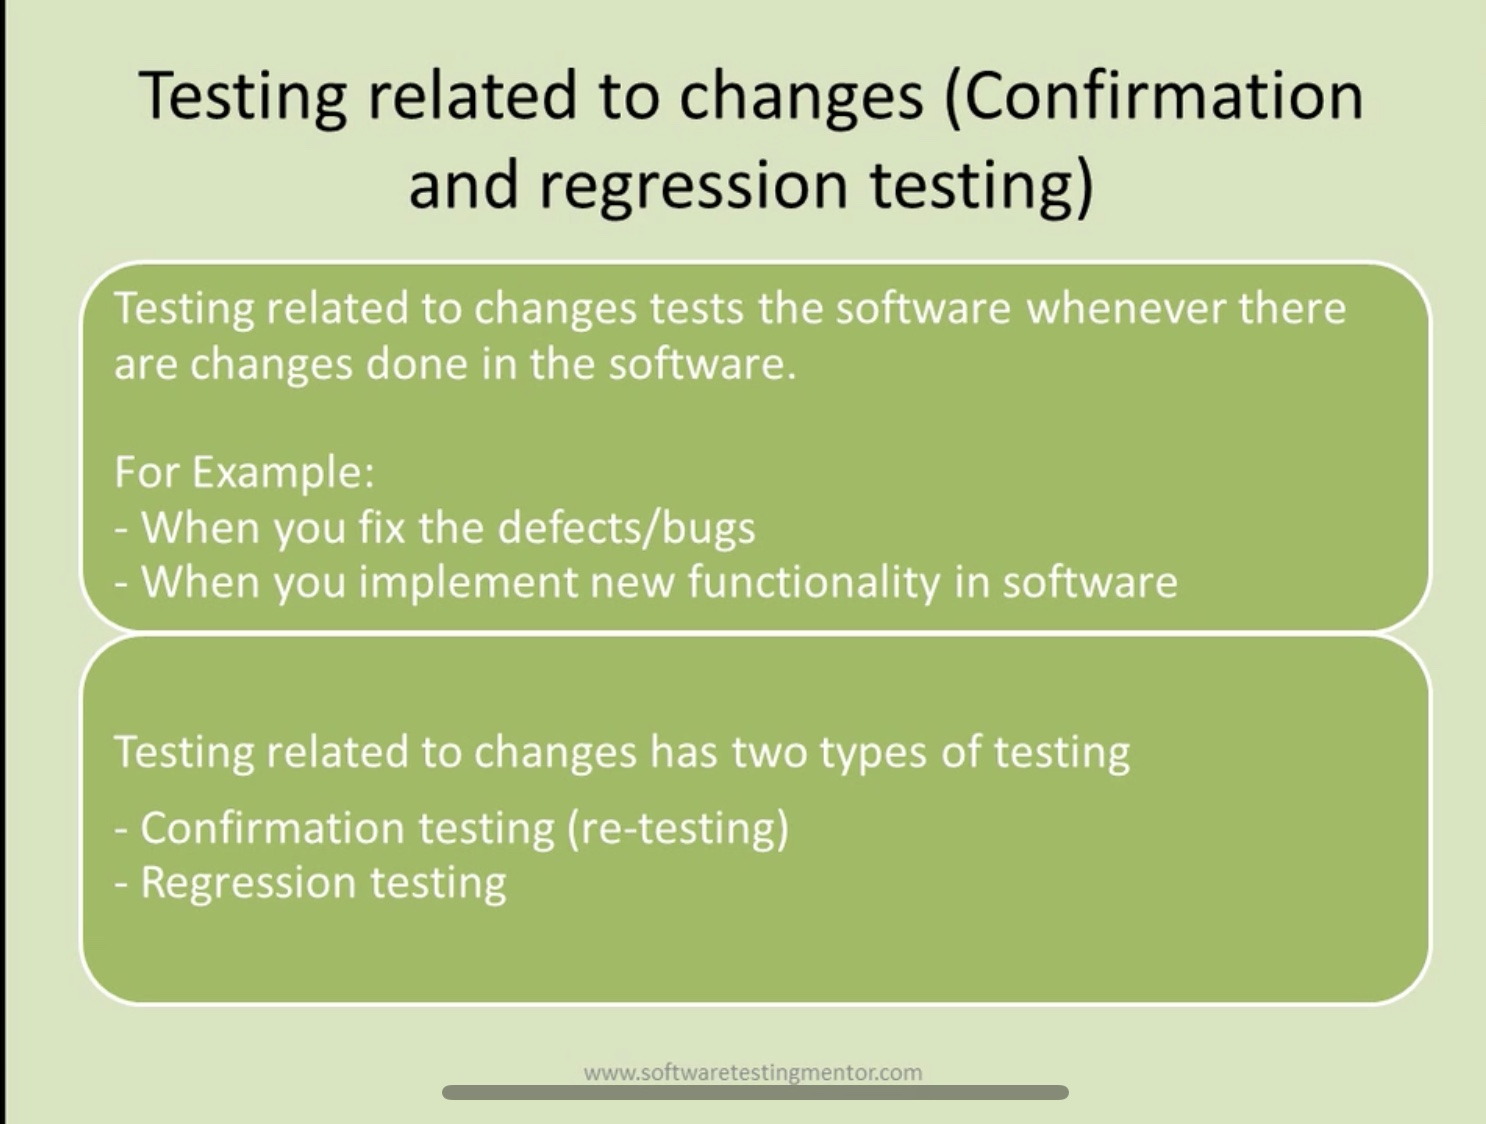 Testing related to changes (Confirmation
and regression testing)
Testing related to changes tests the software whenever there
are changes done in the software.
For Example:
- When you fix the defects/bugs
- When you implement new functionality in software
Testing related to changes has two types of testing
- Confirmation testing (re-testing)
- Regression testing
www.softwaretestingmentor.com